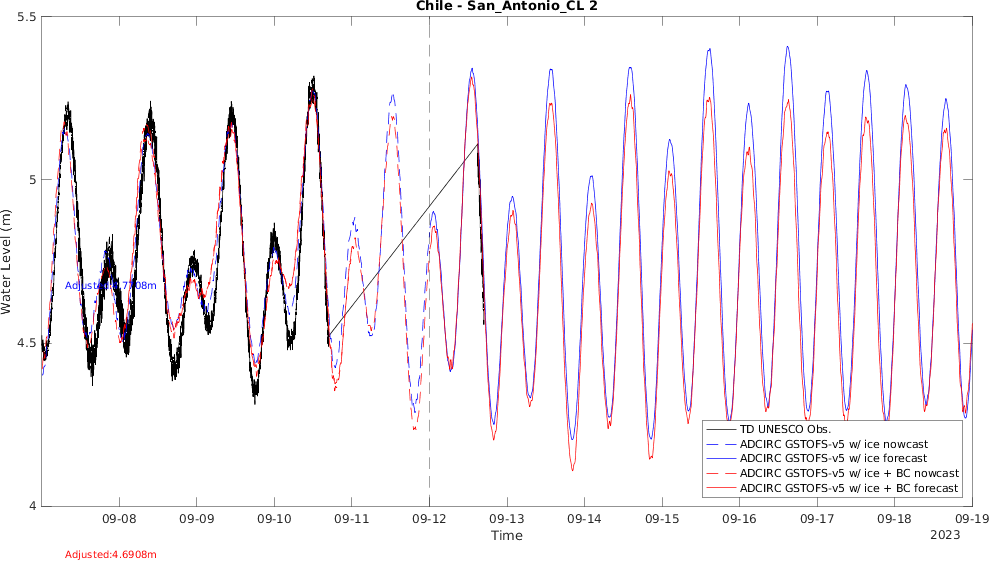 Chile - San_Antonio_CL 2
5.5
5
4.5
4
Water Level (m)
Adjusted:4.7708m
TD UNESCO Obs.
ADCIRC GSTOFS-v5 w/ ice nowcast
ADCIRC GSTOFS-v5 w/ ice forecast
ADCIRC GSTOFS-v5 w/ ice + BC nowcast
ADCIRC GSTOFS-v5 w/ ice + BC forecast
09-08 09-09 09-10 09-11 09-12 09-13 09-14 09-15 09-16 09-17 09-18 09-19
Time
2023
Adjusted:4.6908m